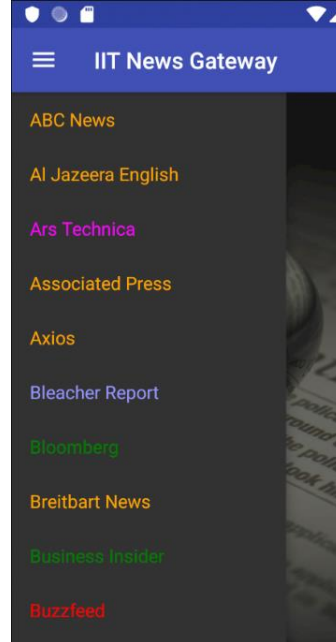 IIT News Gateway
ABC News
Al Jazeera English
Ars Technica
Associated Press
Axios
Bleacher Report
Bloomberg
Breitbart News
Business Insider
Buzzfeed